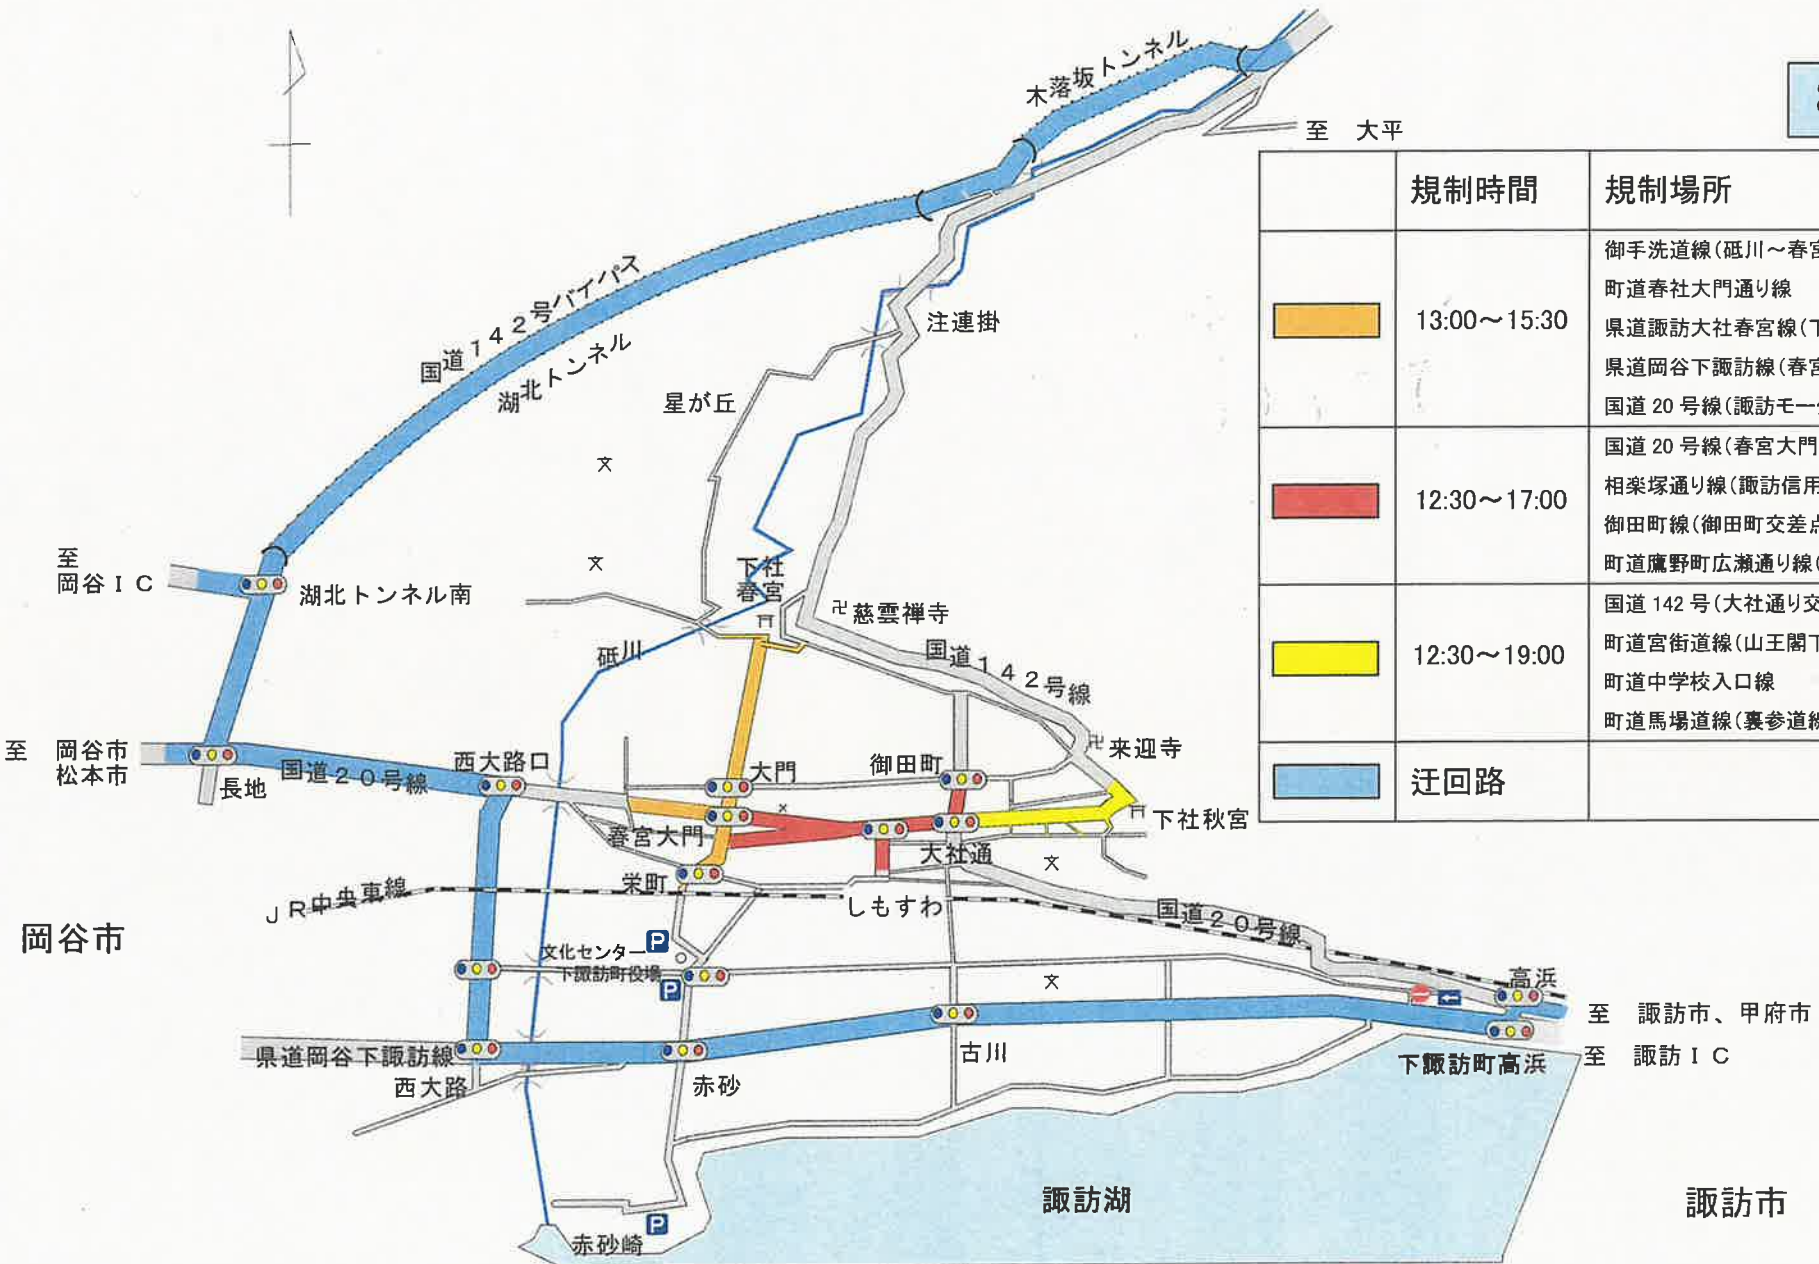 木落坂トンネル
至 大平
国道142号バイパス
湖北トンネル
注連掛
星が丘
至
岡谷IC
湖北トンネル南
下社
春宮
卍慈雲禅寺
砥川
国道142号線
卍来迎寺
至 岡谷市
松本市
長地
国道20号線
西大路口
大門
御田町
下社秋宮
春宮大門
大社通
栄町
JR中央東線
しもすわ
国道20号線
岡谷市
文化センター
下諏訪町役場
P
P
高浜
至 諏訪市、甲府市
至 諏訪IC
県道岡谷下諏訪線
西大路
赤砂
古川
下諏訪町高浜
諏訪湖
諏訪市
P
赤砂崎
規制時間 規制場所
13:00～15:30
御手洗道線(砥川～春宮
町道春社大門通り線
県道諏訪大社春宮線(下
県道岡谷下諏訪線(春宮
国道20号線(諏訪モー
12:30～17:00
国道20号線(春宮大門
相楽塚通り線(諏訪信用
御田町線(御田町交差点
町道鷹野町広瀬通り線(
12:30～19:00
国道142号(大社通り交
町道宮街道線(山王閣下
町道中学校入口線
町道馬場道線(裏参道線
迂回路